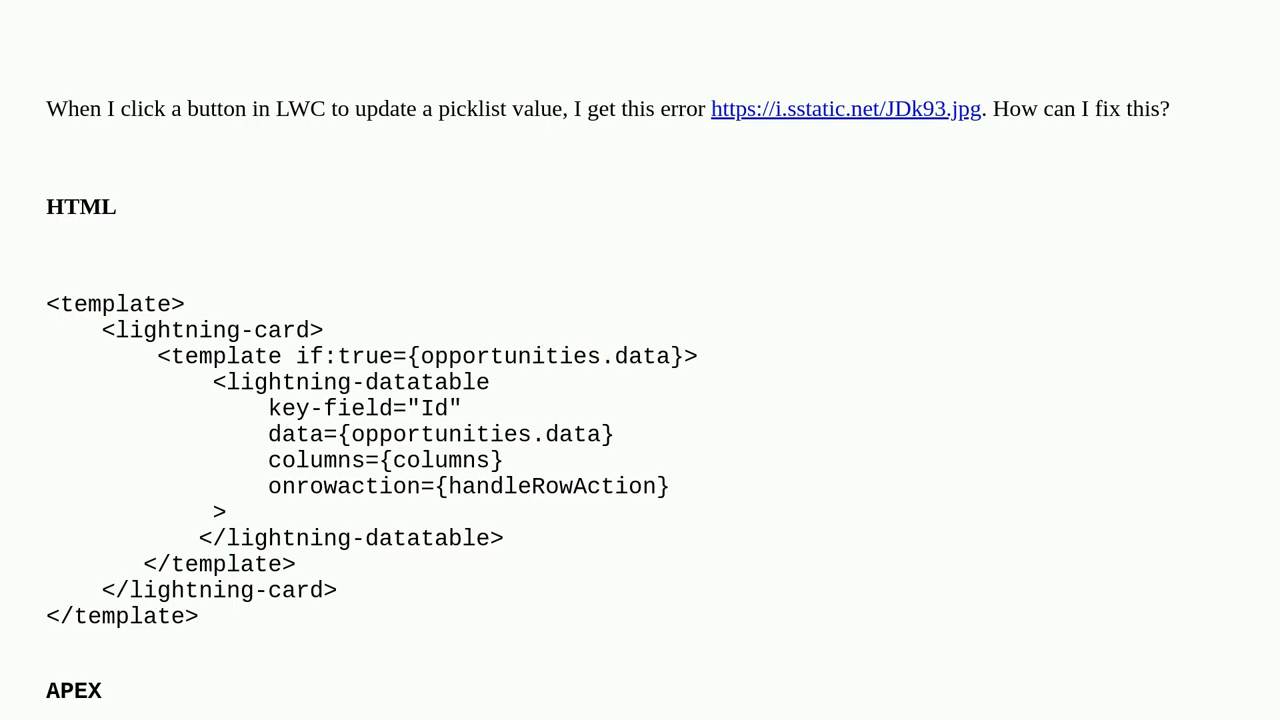 When I click a button in LWC to update a picklist value, I get this error https://i.sstatic.net/JDk93.jpg. How can I fix this?
HTML
<template>
    <lightning-card>
        <template if:true={opportunities.data}>
            <lightning-datatable
                key-field="Id"
                data={opportunities.data}
                columns={columns}
                onrowaction={handleRowAction}
            >
           </lightning-datatable>
       </template>
    </lightning-card>
</template>
APEX